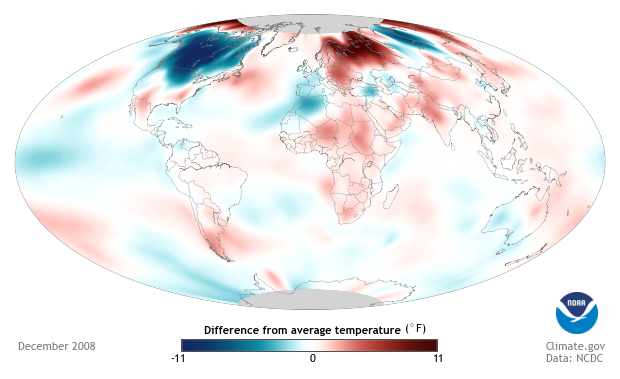 NOAA
Difference from average temperature (°F)
December 2008
-11 0 11
Climate.gov
Data: NCDC